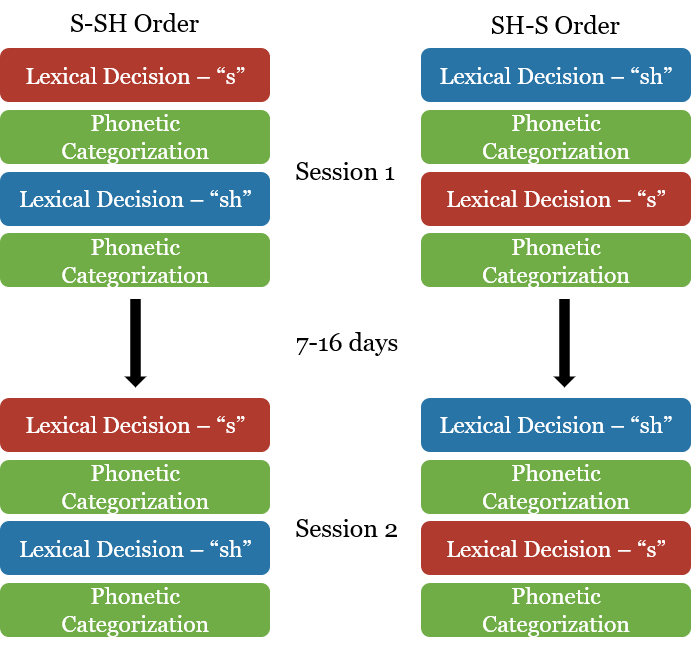 S-SH Order
Lexical Decision – “s”
Phonetic
Categorization
Lexical Decision – “sh”
Phonetic
Categorization
SH-S Order
Lexical Decision – “sh”
Phonetic
Categorization
Lexical Decision – “s”
Phonetic
Categorization
Session 1
7-16 days
Lexical Decision – “s”
Phonetic
Categorization
Lexical Decision – “sh”
Phonetic
Categorization
Lexical Decision – “sh”
Phonetic
Categorization
Lexical Decision – “s”
Phonetic
Categorization
Session 2